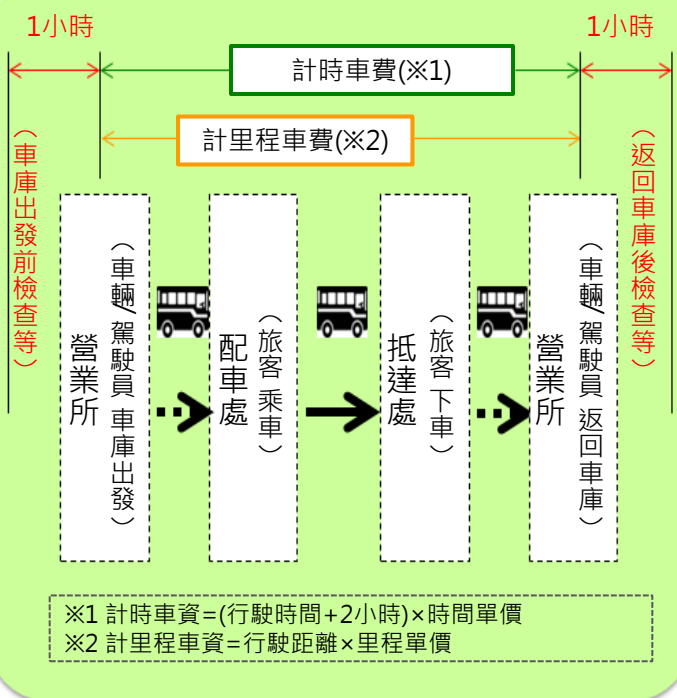 1小時
1小時
計時車費(※1)
計里程車費(※2)
（車庫出發前檢查等）
（返回車庫後檢查等）
營業所
（車輛/駕駛員 車庫出發）
配車處
（旅客 乘車）
抵達處
（旅客 下車）
營業所
（車輛/駕駛員 返回車庫）
※1 計時車資=(行駛時間+2小時)×時間單價
※2 計里程車資=行駛距離×里程單價